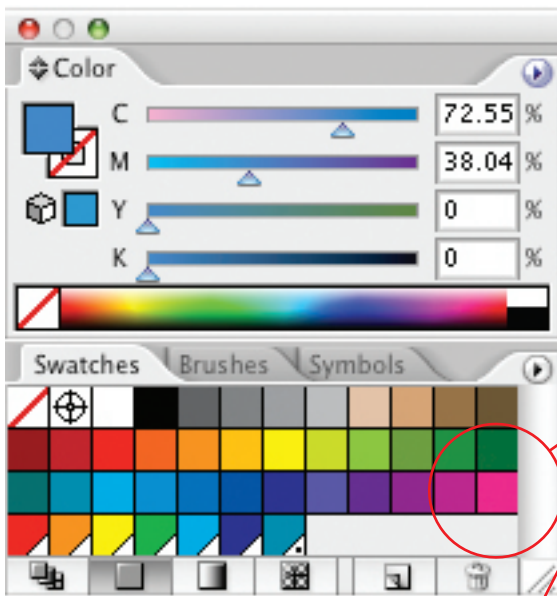 Color
C 72.55 %
M 38.04 %
Y 0 %
K 0 %
Swatches Brushes Symbols